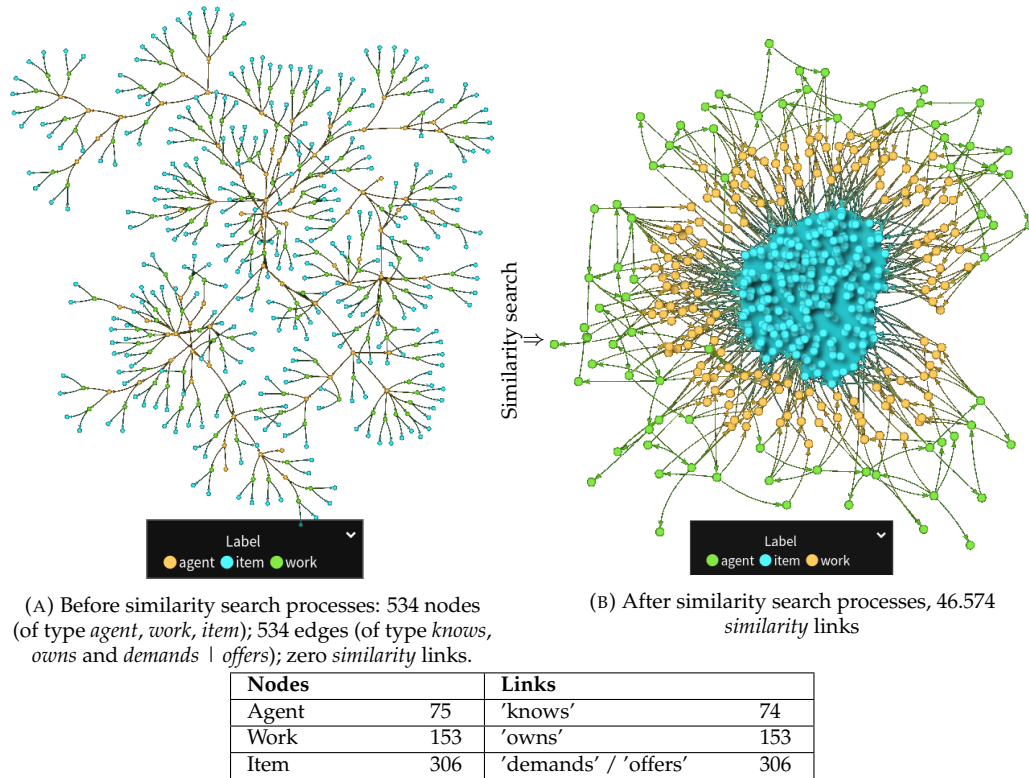 Similarity search
⇒
Label
agent item work
Label
agent item work
(A) Before similarity search processes: 534 nodes
(of type agent, work, item); 534 edges (of type knows,
owns and demands | offers); zero similarity links.
(B) After similarity search processes, 46.574
similarity links
Nodes Links
Agent 75 'knows' 74
Work 153 'owns' 153
Item 306 'demands' / 'offers' 306